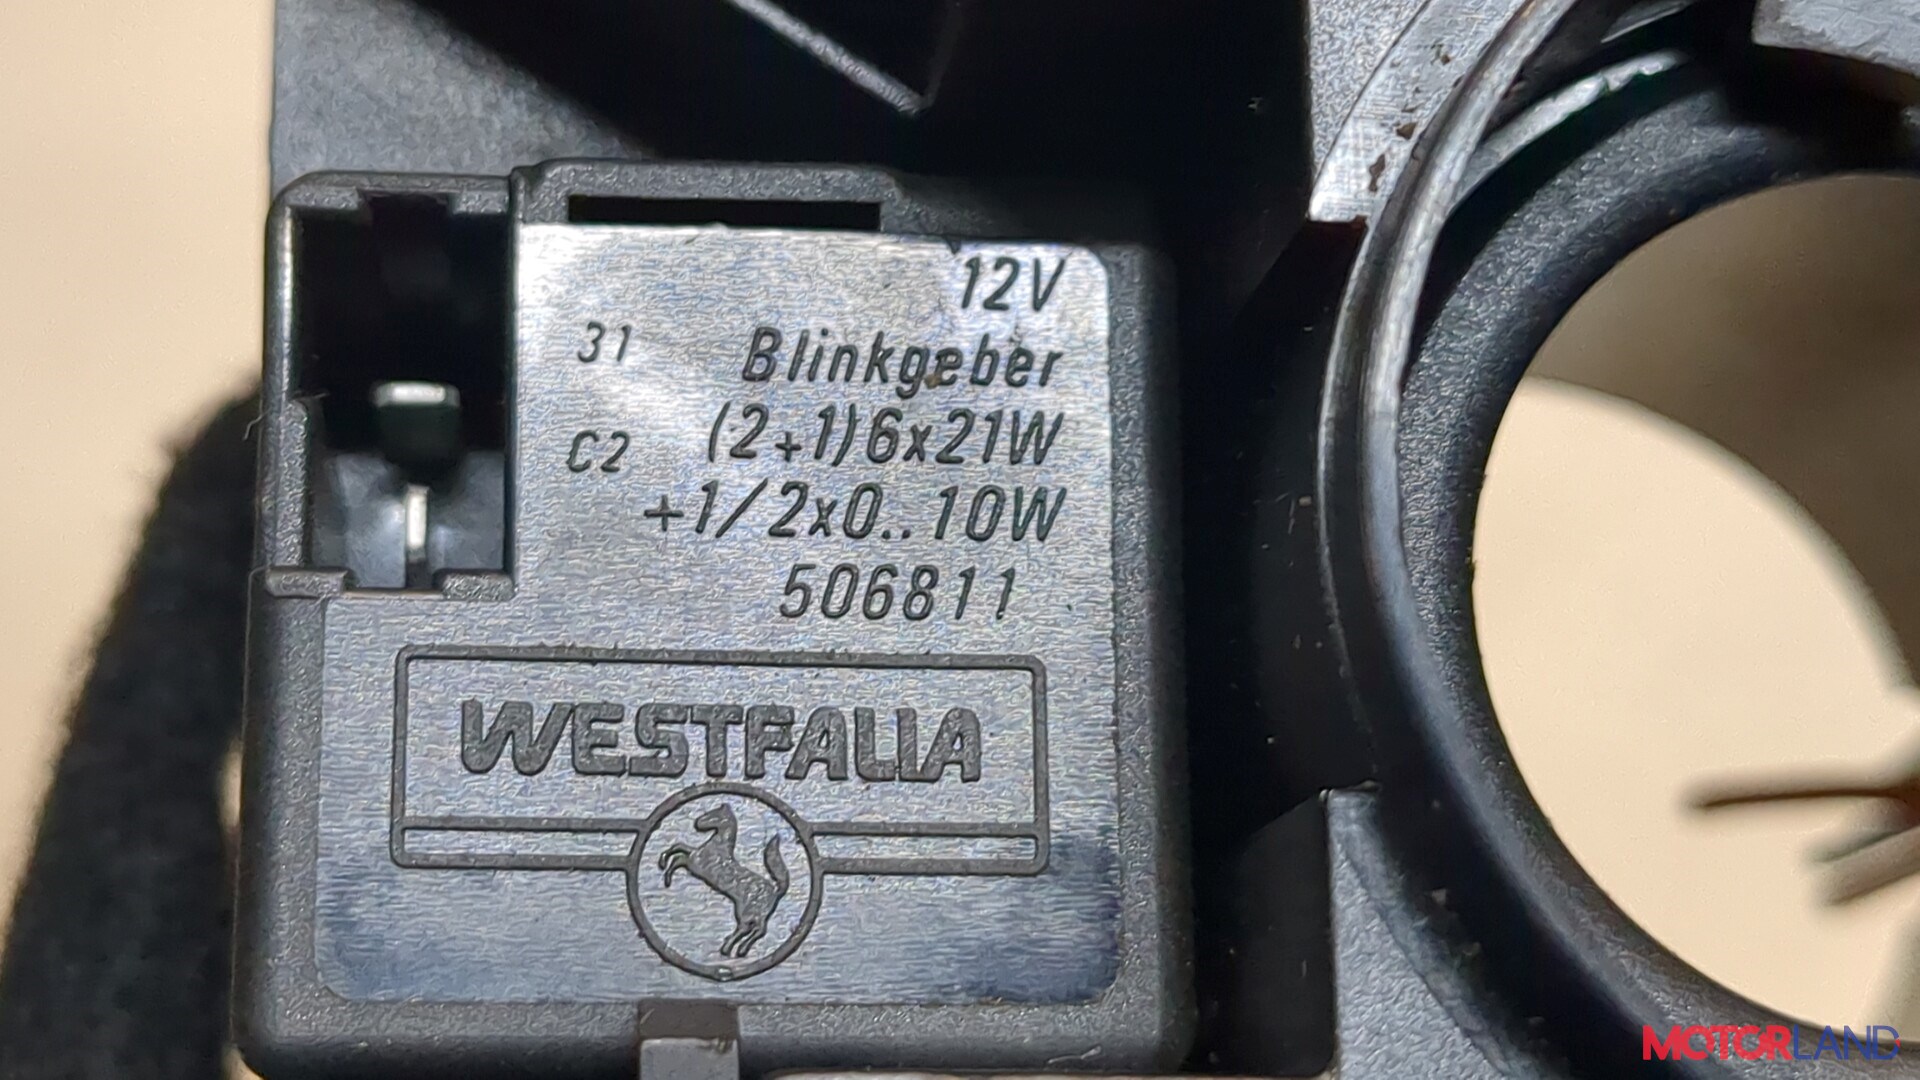 12V
31 Blinkgeber
C2 (2+1)6x21W
+1/2x0..10W
506811
WESTFALIA
MOTORLAND